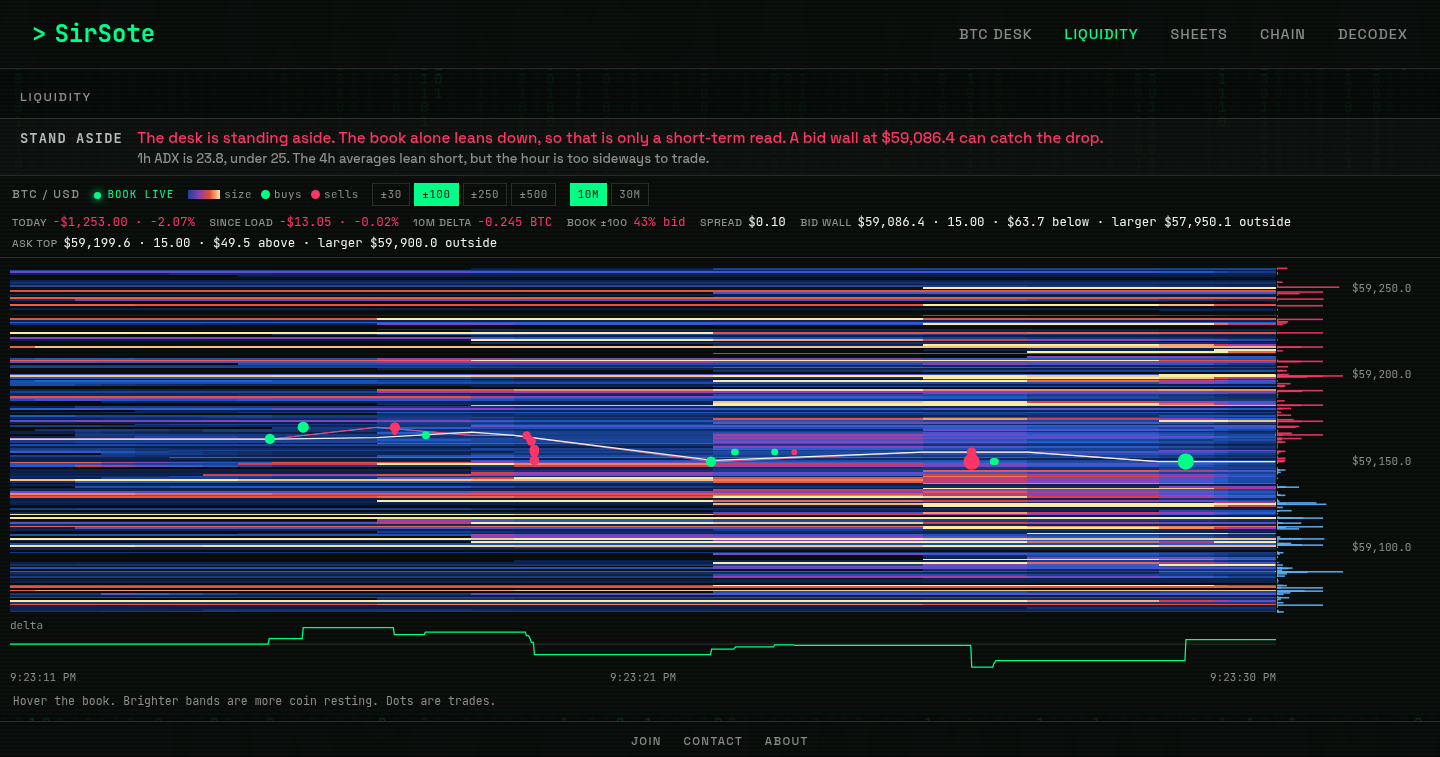 > SirSote
BTC DESK LIQUIDITY SHEETS CHAIN DECODEX
LIQUIDITY
STAND ASIDE The desk is standing aside. The book alone leans down, so that is only a short-term read. A bid wall at $59,086.4 can catch the drop.
1h ADX is 23.8, under 25. The 4h averages lean short, but the hour is too sideways to trade.
BTC / USD BOOK LIVE size buys sells ±30 ±100 ±250 ±500 10M 30M
TODAY -$1,253.00 · -2.07% SINCE LOAD -$13.05 · -0.02% 10M DELTA -0.245 BTC BOOK ±100 43% bid SPREAD $0.10 BID WALL $59,086.4 · 15.00 · $63.7 below · larger $57,950.1 outside
ASK TOP $59,199.6 · 15.00 · $49.5 above · larger $59,900.0 outside
$59,250.0
$59,200.0
$59,150.0
$59,100.0
delta
9:23:11 PM 9:23:21 PM 9:23:30 PM
Hover the book. Brighter bands are more coin resting. Dots are trades.
JOIN CONTACT ABOUT